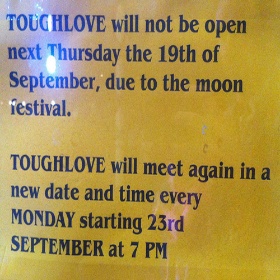 TOUGHLOVE will not be open
next Thursday the 19th of
September, due to the moon
festival.
TOUGHLOVE will meet again in a
new date and time every
MONDAY starting 23rd
SEPTEMBER at 7 PM